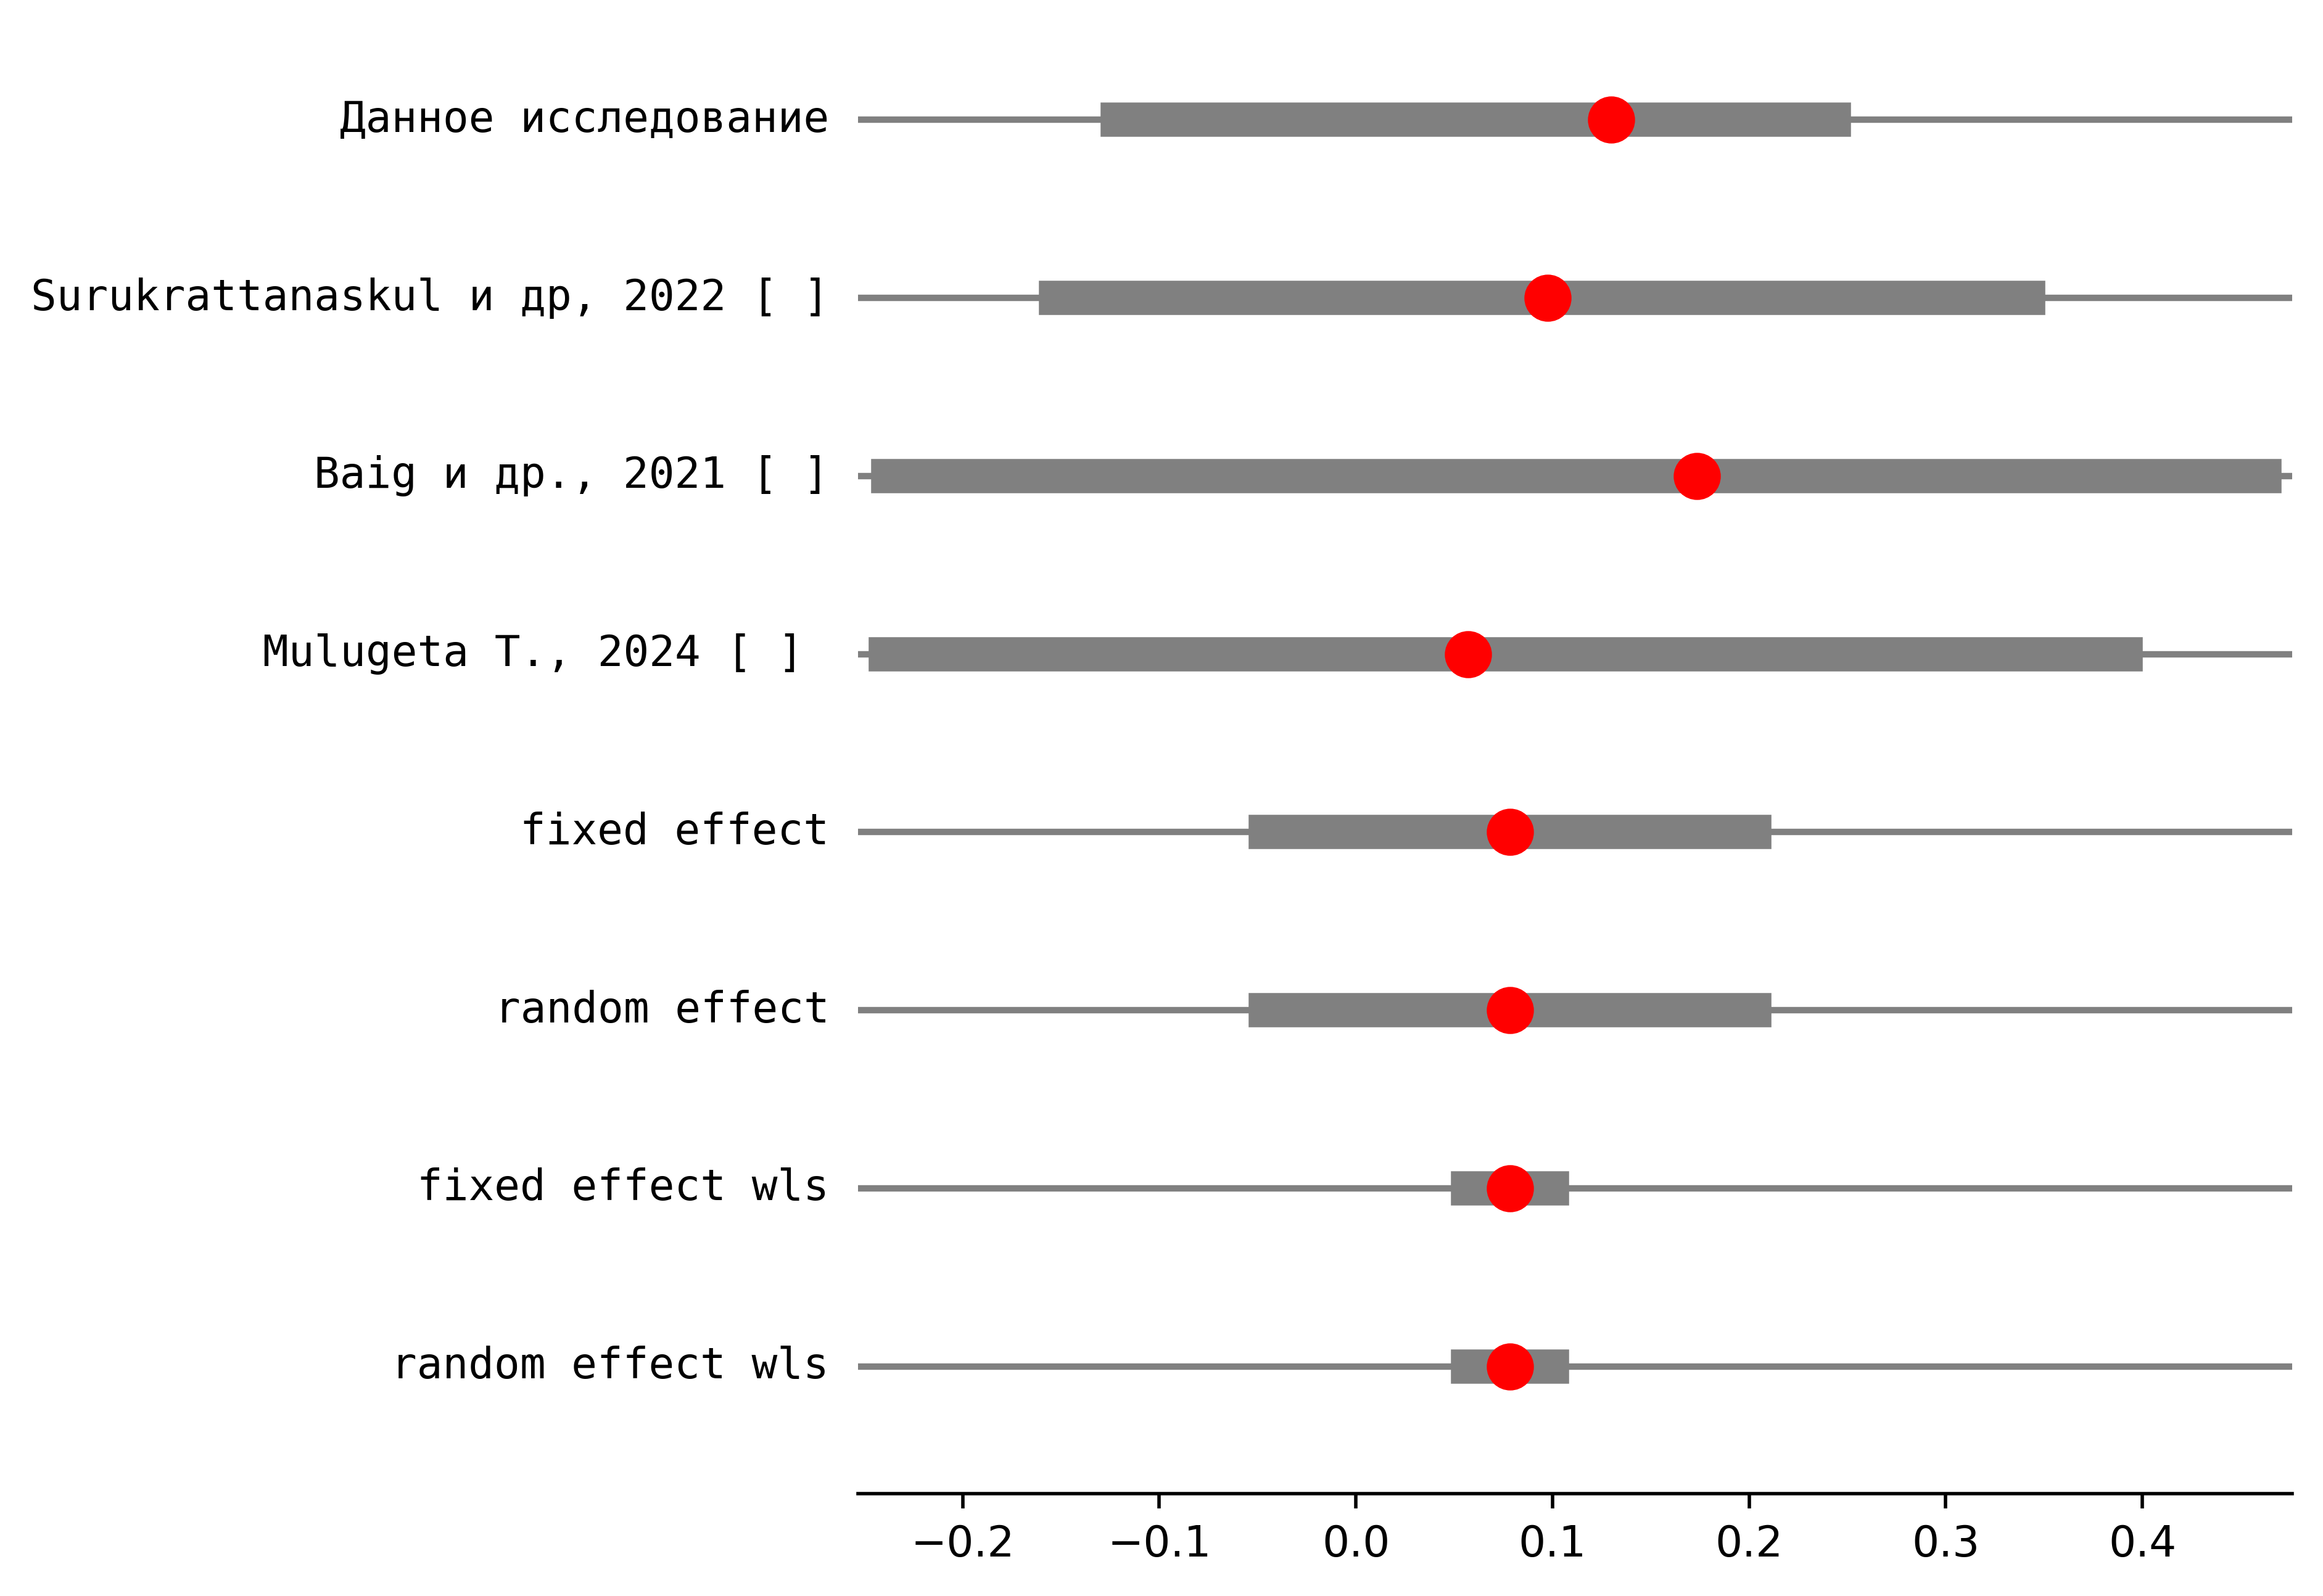 Данное исследование
Surukrattanaskul и др, 2022 [ ]
Baig и др., 2021 [ ]
Mulugeta T., 2024 [ ]
fixed effect
random effect
fixed effect wls
random effect wls
−0.2 −0.1 0.0 0.1 0.2 0.3 0.4